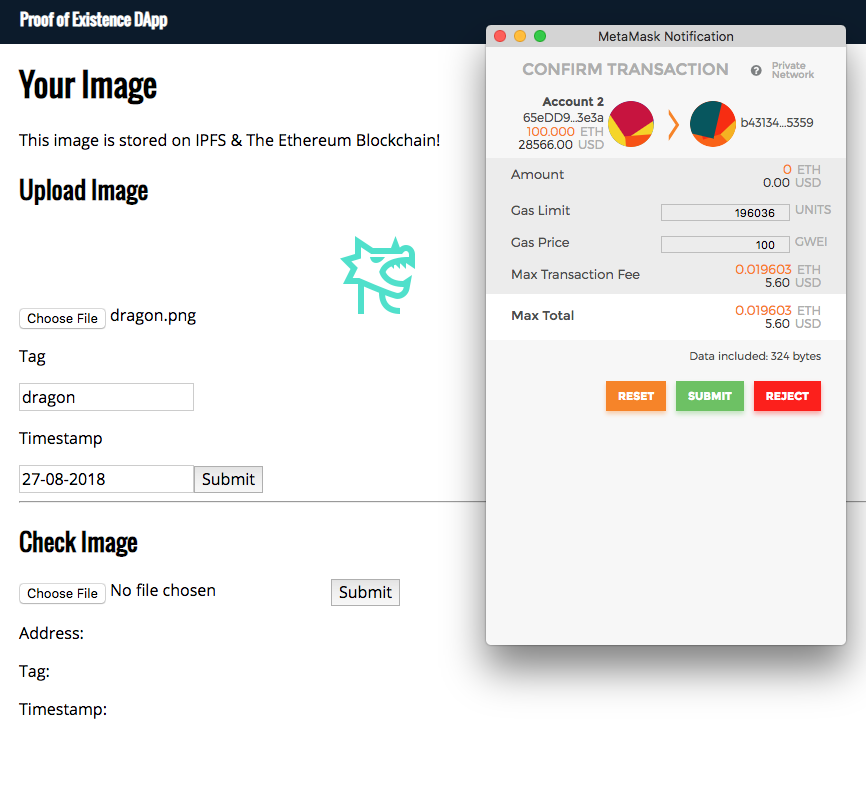 Proof of Existence DApp
Your Image
This image is stored on IPFS & The Ethereum Blockchain!
Upload Image
Choose File dragon.png
Tag
dragon
Timestamp
27-08-2018 Submit
Check Image
Choose File No file chosen Submit
Address:
Tag:
Timestamp:
MetaMask Notification
CONFIRM TRANSACTION ? Private Network
Account 2
65eDD9...3e3a
100.000 ETH
28566.00 USD
b43134...5359
Amount 0 ETH
0.00 USD
Gas Limit 196036 UNITS
Gas Price 100 GWEI
Max Transaction Fee 0.019603 ETH
5.60 USD
Max Total 0.019603 ETH
5.60 USD
Data included: 324 bytes
RESET SUBMIT REJECT